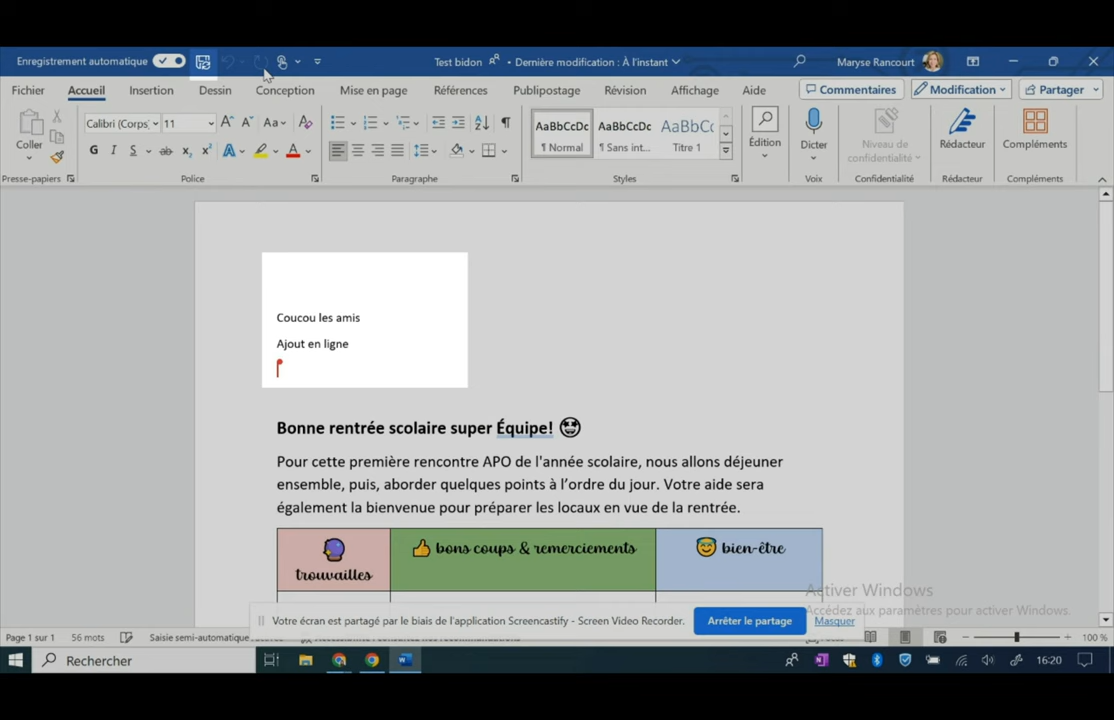 Enregistrement automatique
Test bidon • Dernière modification : À l'instant
Maryse Rancourt
Fichier Accueil Insertion Dessin Conception Mise en page Références Publipostage Révision Affichage Aide Commentaires Modification Partager
Calibri (Corps) 11 Aa
Coller
G I S ab x₂ x² A A
AaBbCcDc AaBbCcDc AaBbCc
¶ Normal ¶ Sans int... Titre 1
Édition Dicter Niveau de confidentialité Rédacteur Compléments
Presse-papiers Police Paragraphe Styles Voix Confidentialité Rédacteur Compléments
Coucou les amis
Ajout en ligne
Bonne rentrée scolaire super Équipe!
Pour cette première rencontre APO de l'année scolaire, nous allons déjeuner
ensemble, puis, aborder quelques points à l'ordre du jour. Votre aide sera
également la bienvenue pour préparer les locaux en vue de la rentrée.
trouvailles
bons coups & remerciements
bien-être
Activer Windows
Accédez aux paramètres pour activer Windows.
Votre écran est partagé par le biais de l'application Screencastify - Screen Video Recorder. Arrêter le partage Masquer
Page 1 sur 1 56 mots Saisie semi-automatique 100 %
Rechercher 16:20